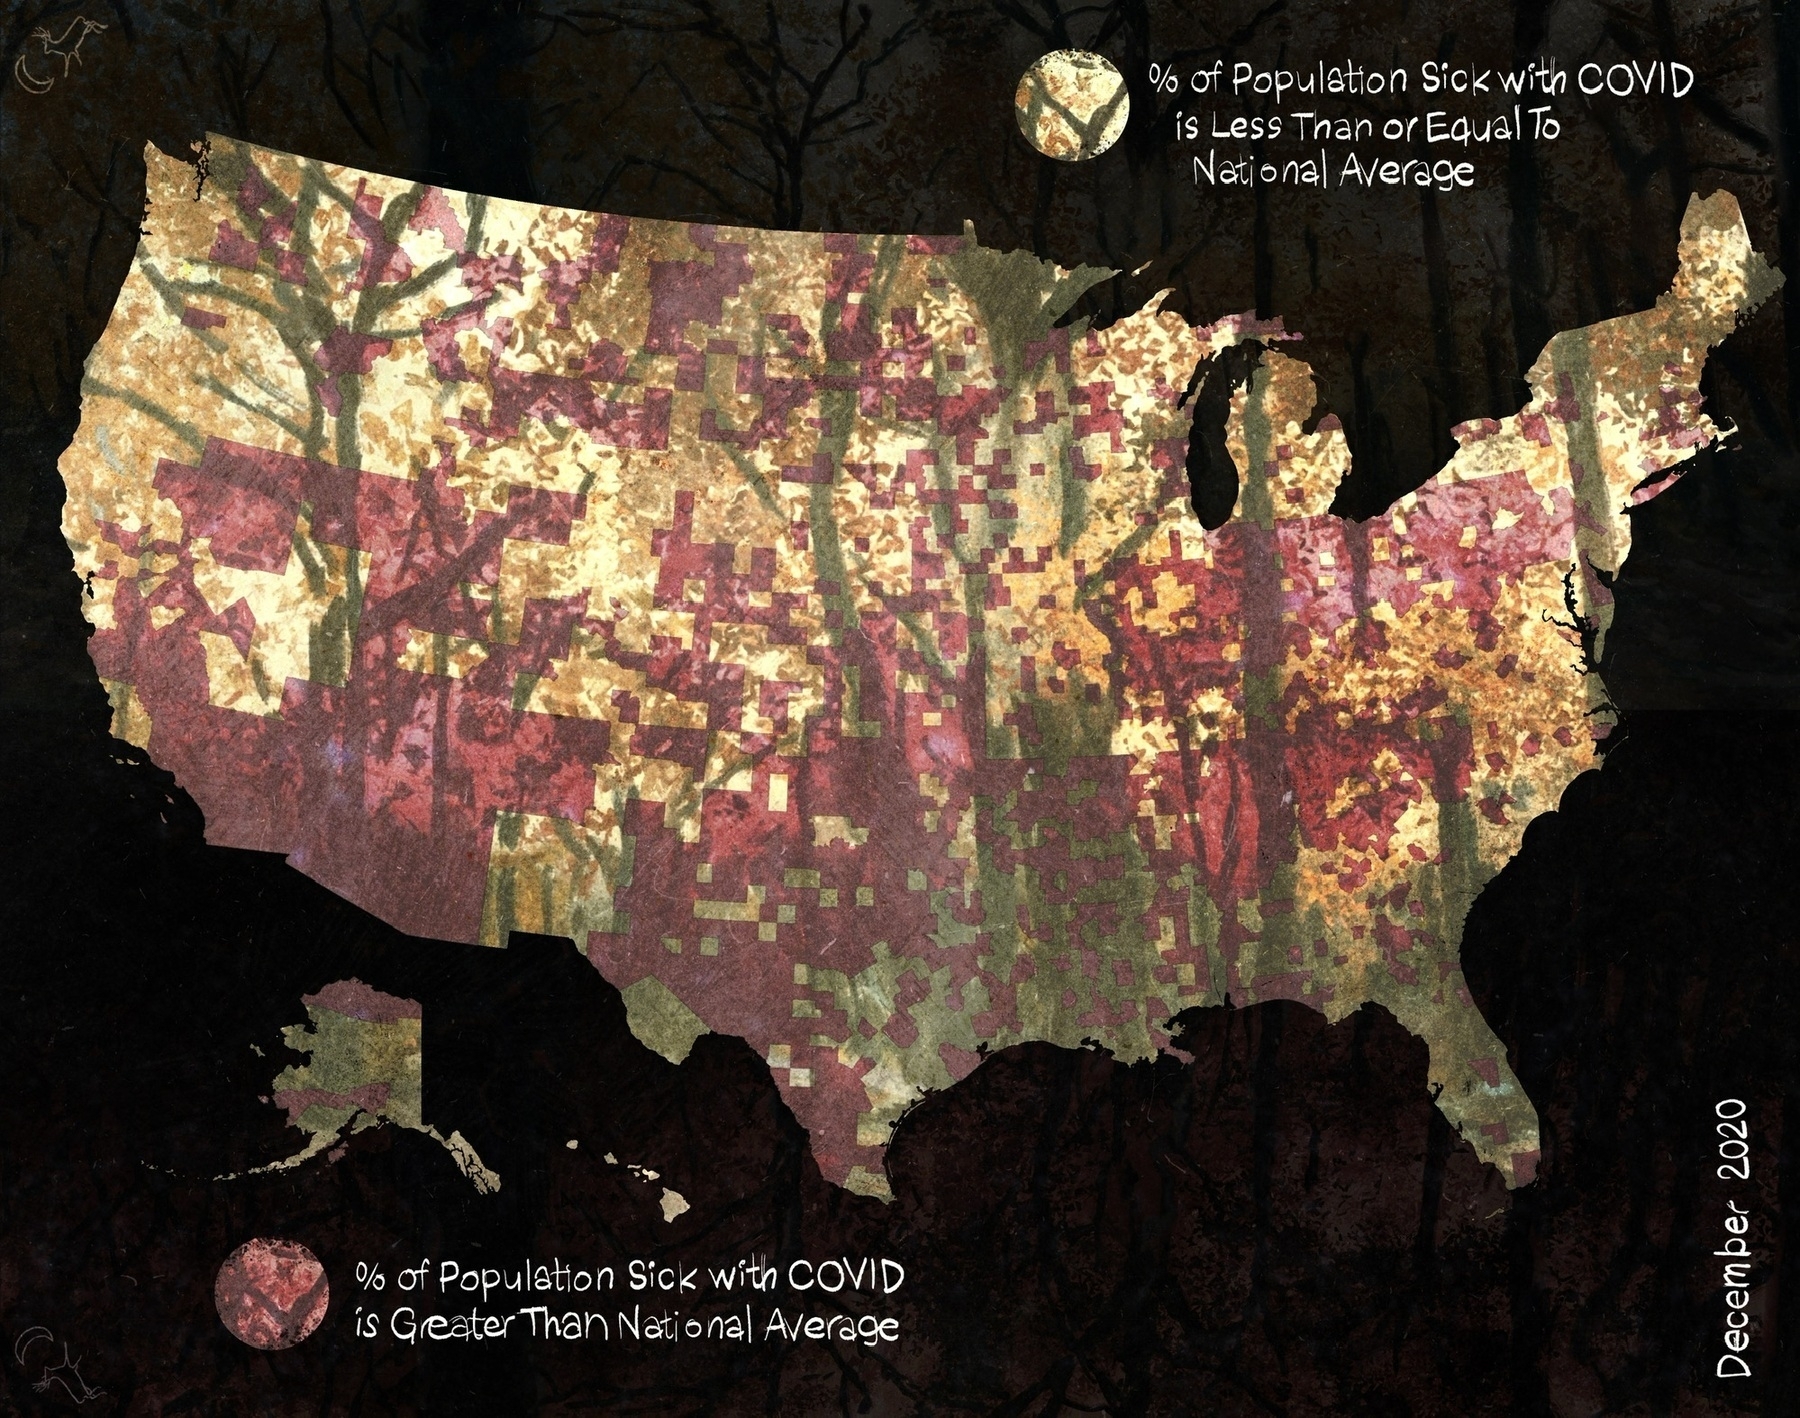 % of Population Sick with COVID
is Less Than or Equal To
National Average
% of Population Sick with COVID
is Greater Than National Average
December 2020